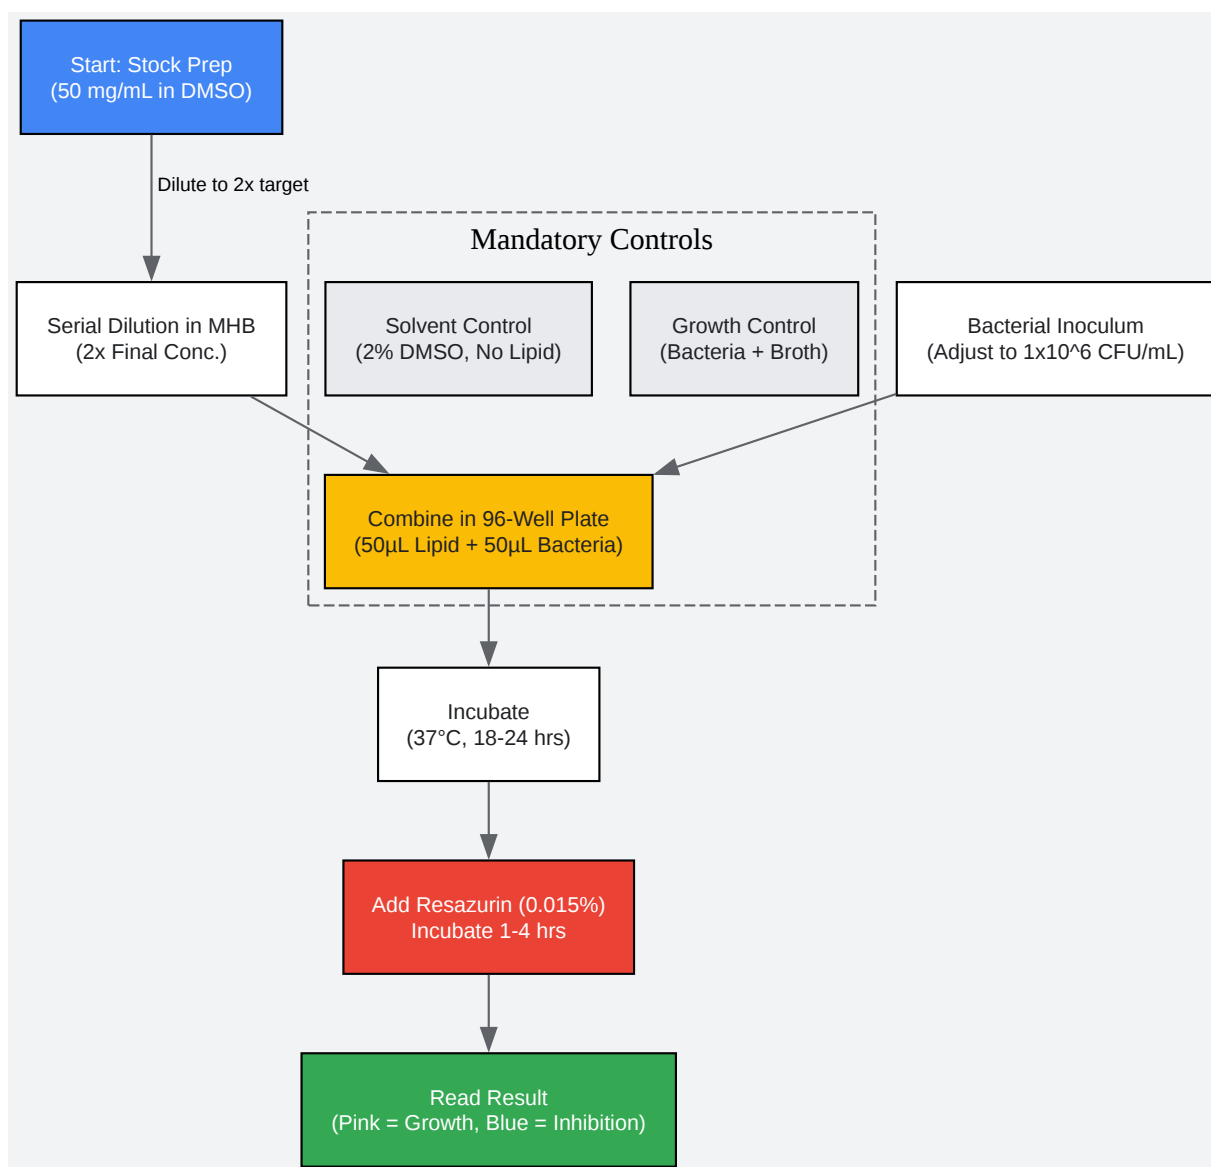 Start: Stock Prep
(50 mg/mL in DMSO)
Dilute to 2x target
Mandatory Controls
Serial Dilution in MHB
(2x Final Conc.)
Solvent Control
(2% DMSO, No Lipid)
Growth Control
(Bacteria + Broth)
Bacterial Inoculum
(Adjust to 1x10^6 CFU/mL)
Combine in 96-Well Plate
(50µL Lipid + 50µL Bacteria)
Incubate
(37°C, 18-24 hrs)
Add Resazurin (0.015%)
Incubate 1-4 hrs
Read Result
(Pink = Growth, Blue = Inhibition)